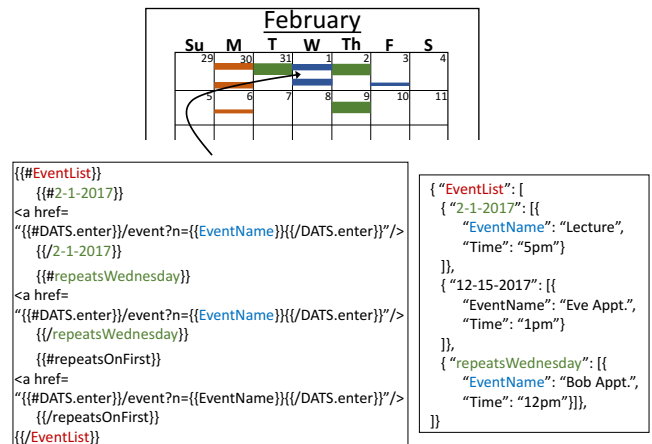 February
Su M T W Th F S
29 30 31 1 2 3 4
5 6 7 8 9 10 11
{{#EventList}}
{{#2-1-2017}}
<a href=
“{{#DATS.enter}}/event?n={{EventName}}{{/DATS.enter}}”/>
{{/2-1-2017}}
{{#repeatsWednesday}}
<a href=
“{{#DATS.enter}}/event?n={{EventName}}{{/DATS.enter}}”/>
{{/repeatsWednesday}}
{{#repeatsOnFirst}}
<a href=
“{{#DATS.enter}}/event?n={{EventName}}{{/DATS.enter}}”/>
{{/repeatsOnFirst}}
{{/EventList}}
{ “EventList”: [
{ “2-1-2017”: [{
“EventName”: “Lecture”,
“Time”: “5pm”}
]},
{ “12-15-2017”: [{
“EventName”: “Eve Appt.”,
“Time”: “1pm”}
]},
{ “repeatsWednesday”: [{
“EventName”: “Bob Appt.”,
“Time”: “12pm”}]},
]}